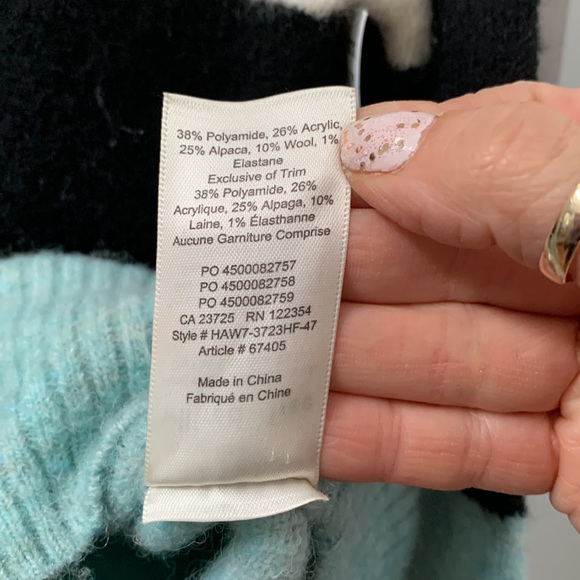 38% Polyamide, 26% Acrylic,
25% Alpaca, 10% Wool, 1%
Elastane
Exclusive of Trim
38% Polyamide, 26%
Acrylique, 25% Alpaga, 10%
Laine, 1% Élasthanne
Aucune Garniture Comprise
PO 4500082757
PO 4500082758
PO 4500082759
CA 23725 RN 122354
Style # HAW7-3723HF-47
Article # 67405
Made in China
Fabriqué en Chine